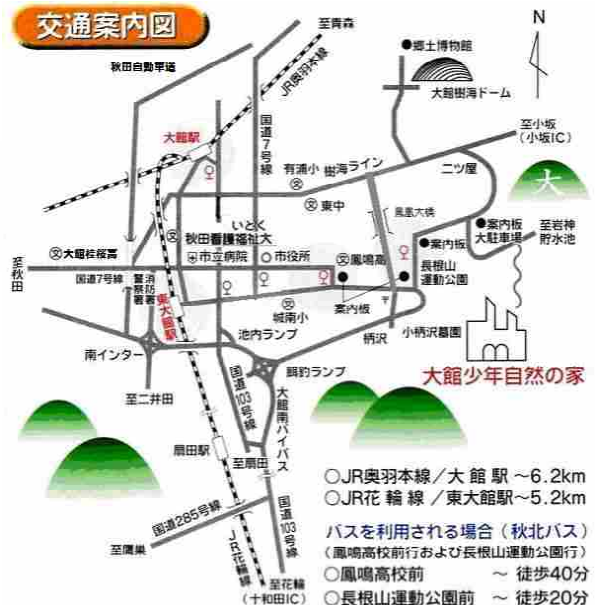 交通案内図
至青森
N
秋田自動車道
JR奥羽本線
郷土博物館
大館樹海ドーム
大館駅
国道7号線
至小坂
(小坂IC)
有浦小
樹海ライン
二ツ屋
大
文
文東中
鳳凰大橋
案内板
大駐車場
至岩神
貯水池
いとく
文
秋田看護福祉大
文大館桂桜高
市立病院
市役所
文鳳鳴高
案内板
長根山
運動公園
至秋田
国道7号線
消防署
警察署
東大館駅
文
城南小
案内板
〒
柄沢
小柄沢墓園
池内ランプ
南インター
餌釣ランプ
大館少年自然の家
至二井田
国道103号線
大館南バイパス
扇田駅
至扇田
国道285号線
国道103号線
至鷹巣
JR花輪線
至花輪
(十和田IC)
○JR奥羽本線/大館駅~6.2km
○JR花輪線/東大館駅~5.2km
バスを利用される場合(秋北バス)
(鳳鳴高校前行および長根山運動公園行)
○鳳鳴高校前 ~ 徒歩40分
○長根山運動公園前 ~ 徒歩20分